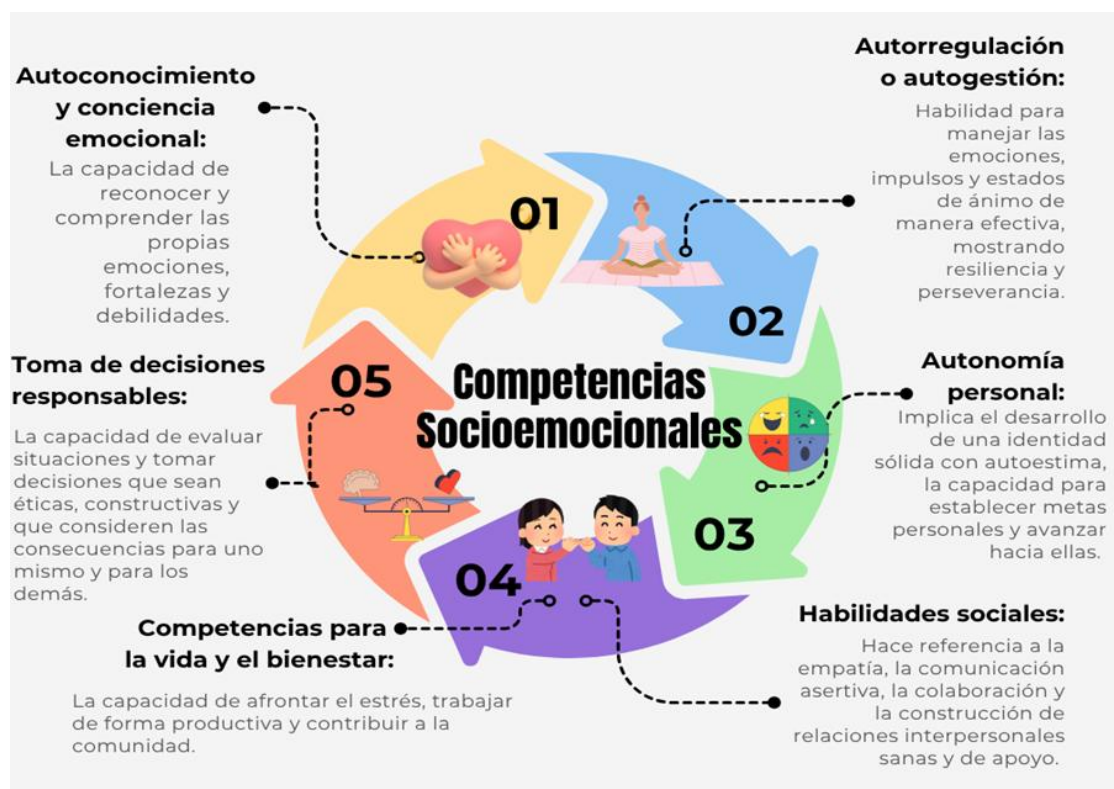 Autoconocimiento
y conciencia
emocional:
La capacidad de
reconocer y
comprender las
propias
emociones,
fortalezas y
debilidades.
01
Autorregulación
o autogestión:
Habilidad para
manejar las
emociones,
impulsos y estados
de ánimo de
manera efectiva,
mostrando
resiliencia y
perseverancia.
02
Competencias
Socioemocionales
Autonomía
personal:
Implica el desarrollo
de una identidad
sólida con autoestima,
la capacidad para
establecer metas
personales y avanzar
hacia ellas.
03
Habilidades sociales:
Hace referencia a la
empatía, la comunicación
asertiva, la colaboración y
la construcción de
relaciones interpersonales
sanas y de apoyo.
04
Competencias para
la vida y el bienestar:
La capacidad de afrontar el estrés, trabajar
de forma productiva y contribuir a la
comunidad.
05
Toma de decisiones
responsables:
La capacidad de evaluar
situaciones y tomar
decisiones que sean
éticas, constructivas y
que consideren las
consecuencias para uno
mismo y para los
demás.